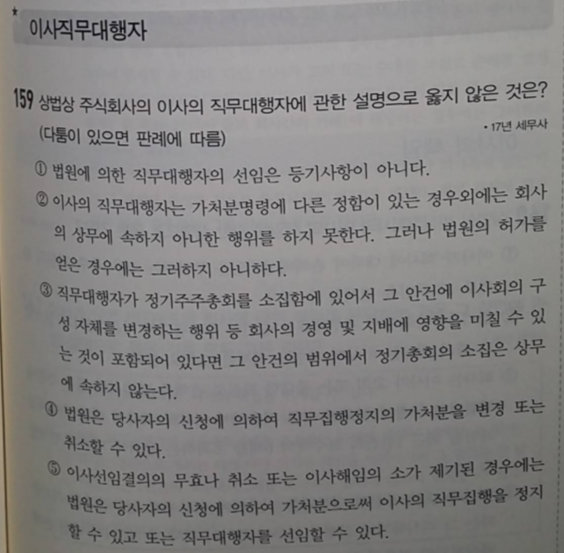 *
이사직무대행자
159 상법상 주식회사의 이사의 직무대행자에 관한 설명으로 옳지 않은 것은?
(다툼이 있으면 판례에 따름)
• 17년 세무사
① 법원에 의한 직무대행자의 선임은 등기사항이 아니다.
② 이사의 직무대행자는 가처분명령에 다른 정함이 있는 경우외에는 회사
의 상무에 속하지 아니한 행위를 하지 못한다. 그러나 법원의 허가를
얻은 경우에는 그러하지 아니하다.
③ 직무대행자가 정기주주총회를 소집함에 있어서 그 안건에 이사회의 구
성 자체를 변경하는 행위 등 회사의 경영 및 지배에 영향을 미칠 수 있
는 것이 포함되어 있다면 그 안건의 범위에서 정기총회의 소집은 상무
에 속하지 않는다.
④ 법원은 당사자의 신청에 의하여 직무집행정지의 가처분을 변경 또는
취소할 수 있다.
⑤ 이사선임결의의 무효나 취소 또는 이사해임의 소가 제기된 경우에는
법원은 당사자의 신청에 의하여 가처분으로써 이사의 직무집행을 정지
할 수 있고 또는 직무대행자를 선임할 수 있다.